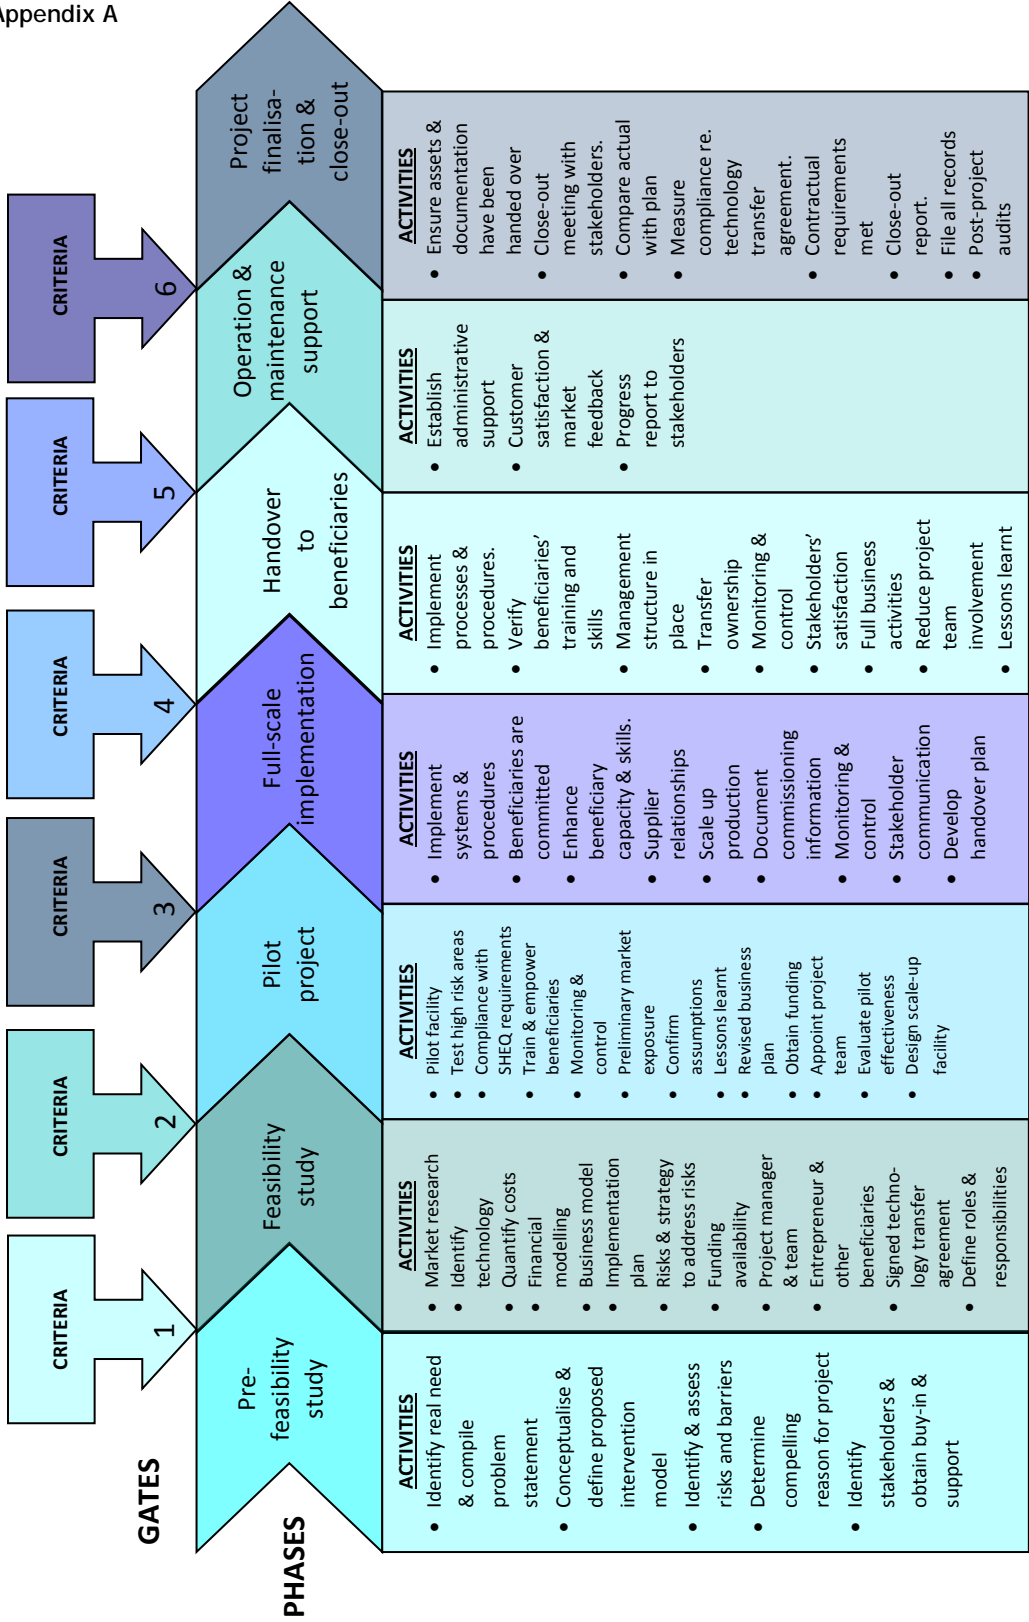 Appendix A
GATES
CRITERIA
1
CRITERIA
2
CRITERIA
3
CRITERIA
4
CRITERIA
5
CRITERIA
6
PHASES
Pre-
feasibility
study
Feasibility
study
Pilot
project
Full-scale
implementation
Handover
to
beneficiaries
Operation &
maintenance
support
Project
finalisa-
tion &
close-out
ACTIVITIES
• Identify real need
& compile
problem
statement
• Conceptualise &
define proposed
intervention
model
• Identify & assess
risks and barriers
• Determine
compelling
reason for project
• Identify
stakeholders &
obtain buy-in &
support
ACTIVITIES
• Market research
• Identify
technology
• Quantify costs
• Financial
modelling
• Business model
• Implementation
plan
• Risks & strategy
to address risks
• Funding
availability
• Project manager
& team
• Entrepreneur &
other
beneficiaries
• Signed techno-
logy transfer
agreement
• Define roles &
responsibilities
ACTIVITIES
• Pilot facility
• Test high risk areas
• Compliance with
SHEQ requirements
• Train & empower
beneficiaries
• Monitoring &
control
• Preliminary market
exposure
• Confirm
assumptions
• Lessons learnt
• Revised business
plan
• Obtain funding
• Appoint project
team
• Evaluate pilot
effectiveness
• Design scale-up
facility
ACTIVITIES
• Implement
systems &
procedures
• Beneficiaries are
committed
• Enhance
beneficiary
capacity & skills.
• Supplier
relationships
• Scale up
production
• Document
commissioning
information
• Monitoring &
control
• Stakeholder
communication
• Develop
handover plan
ACTIVITIES
• Implement
processes &
procedures.
• Verify
beneficiaries’
training and
skills
• Management
structure in
place
• Transfer
ownership
• Monitoring &
control
• Stakeholders’
satisfaction
• Full business
activities
• Reduce project
team
involvement
• Lessons learnt
ACTIVITIES
• Establish
administrative
support
• Customer
satisfaction &
market
feedback
• Progress
report to
stakeholders
ACTIVITIES
• Ensure assets &
documentation
have been
handed over
• Close-out
meeting with
stakeholders.
• Compare actual
with plan
• Measure
compliance re.
technology
transfer
agreement.
• Contractual
requirements
met
• Close-out
report.
• File all records
• Post-project
audits